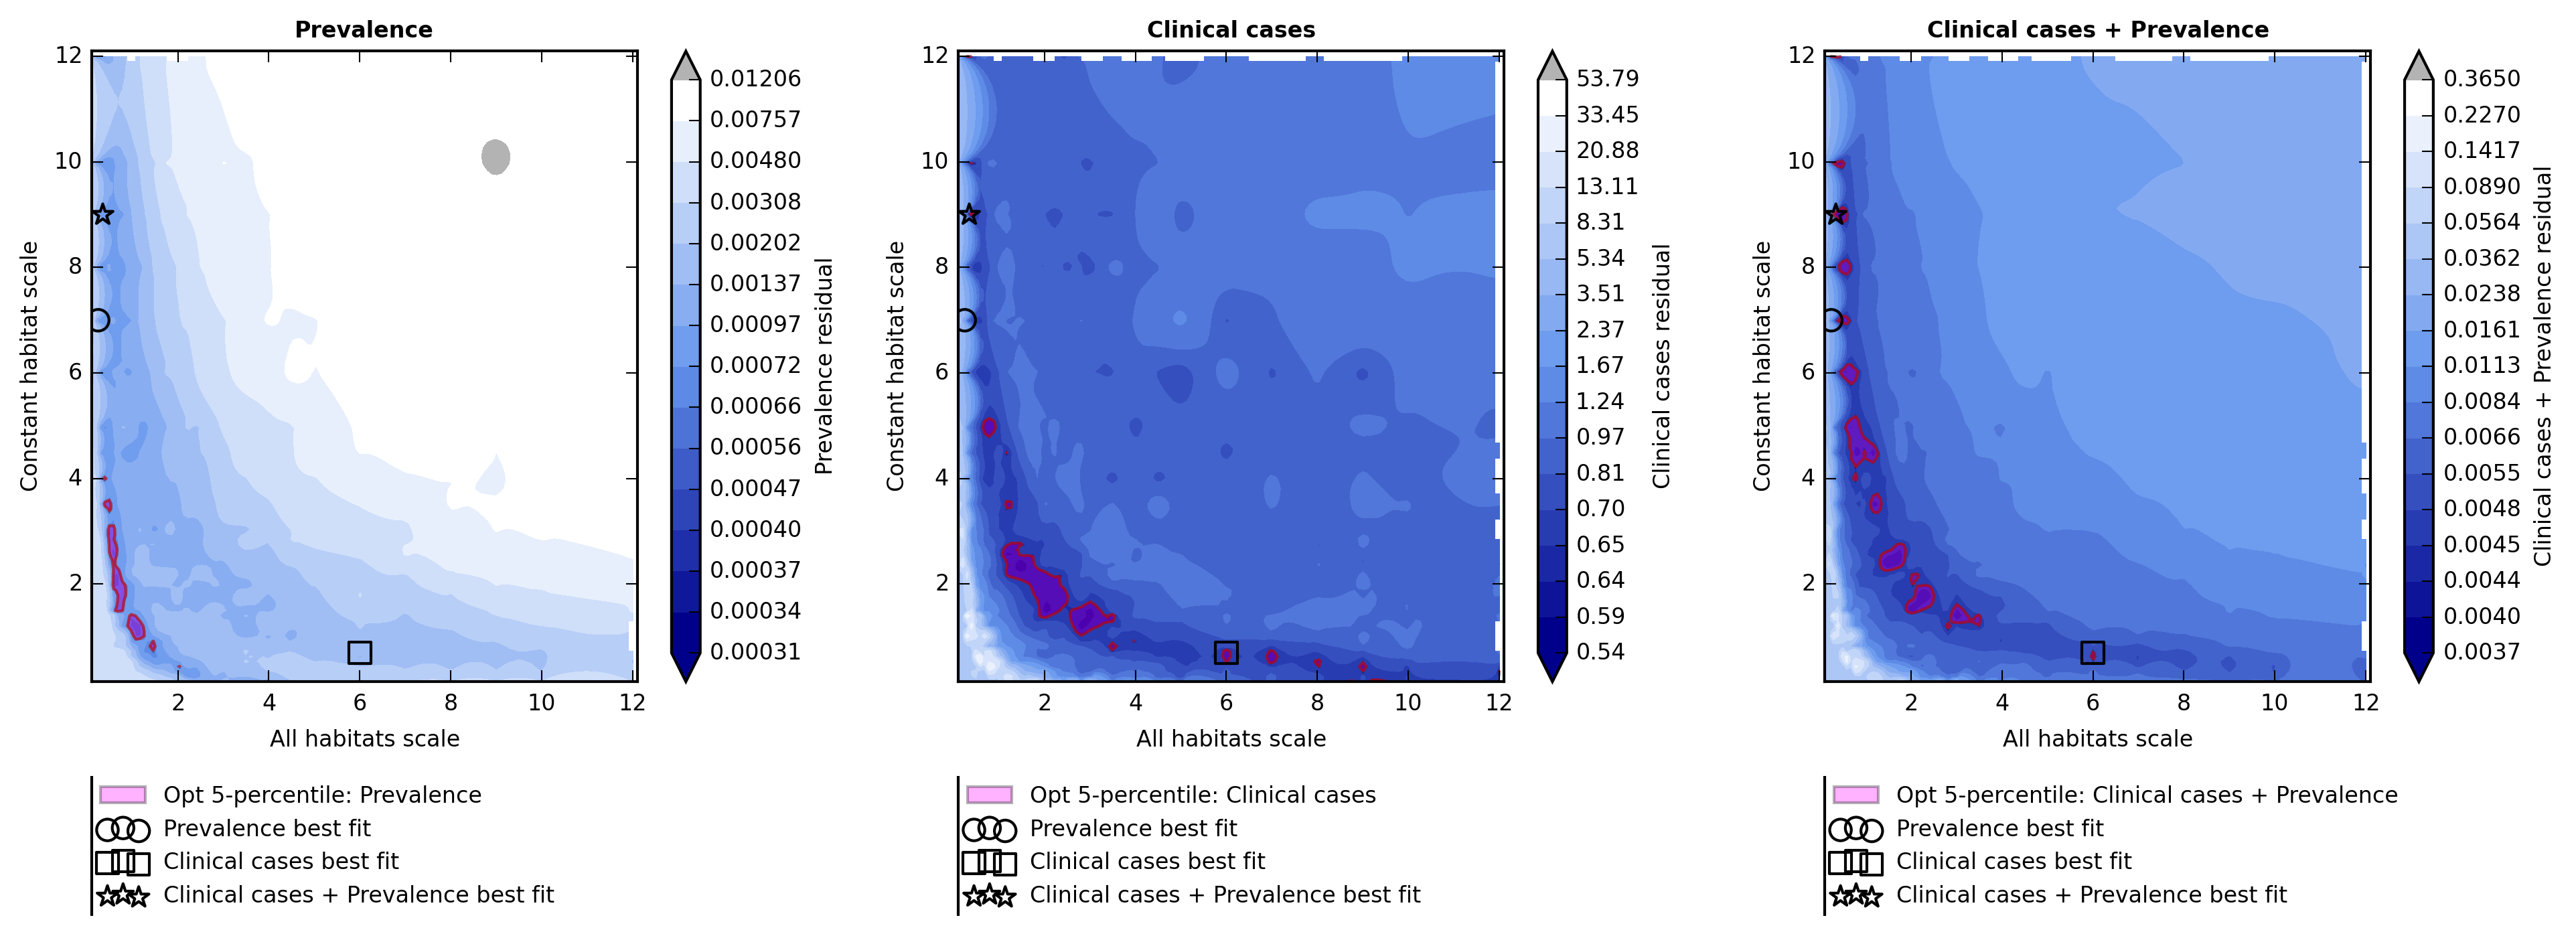 Prevalence
Constant habitat scale
12
10
8
6
4
2
2 4 6 8 10 12
All habitats scale
0.01206
0.00757
0.00480
0.00308
0.00202
0.00137
0.00097
0.00072
0.00066
0.00056
0.00047
0.00040
0.00037
0.00034
0.00031
Prevalence residual
Opt 5-percentile: Prevalence
Prevalence best fit
Clinical cases best fit
Clinical cases + Prevalence best fit
Clinical cases
Constant habitat scale
12
10
8
6
4
2
2 4 6 8 10 12
All habitats scale
53.79
33.45
20.88
13.11
8.31
5.34
3.51
2.37
1.67
1.24
0.97
0.81
0.70
0.65
0.64
0.59
0.54
Clinical cases residual
Opt 5-percentile: Clinical cases
Prevalence best fit
Clinical cases best fit
Clinical cases + Prevalence best fit
Clinical cases + Prevalence
Constant habitat scale
12
10
8
6
4
2
2 4 6 8 10 12
All habitats scale
0.3650
0.2270
0.1417
0.0890
0.0564
0.0362
0.0238
0.0161
0.0113
0.0084
0.0066
0.0055
0.0048
0.0045
0.0044
0.0040
0.0037
Clinical cases + Prevalence residual
Opt 5-percentile: Clinical cases + Prevalence
Prevalence best fit
Clinical cases best fit
Clinical cases + Prevalence best fit